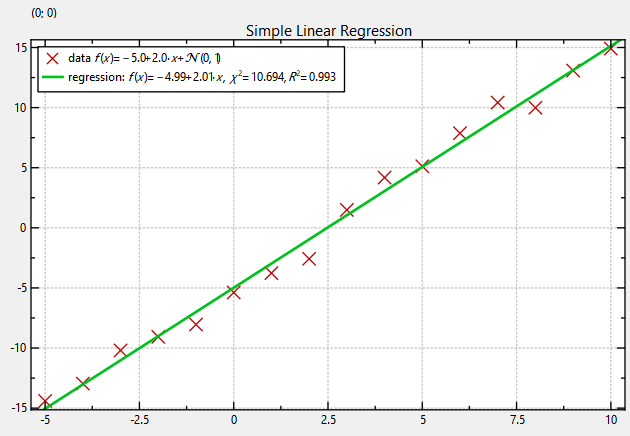 (0; 0)
Simple Linear Regression
data f(x)= −5.0+2.0·x+𝒩(0, 1)
regression: f(x)= −4.99+2.01·x, χ²= 10.694, R²= 0.993
15
10
5
0
-5
-10
-15
-5 -2.5 0 2.5 5 7.5 10